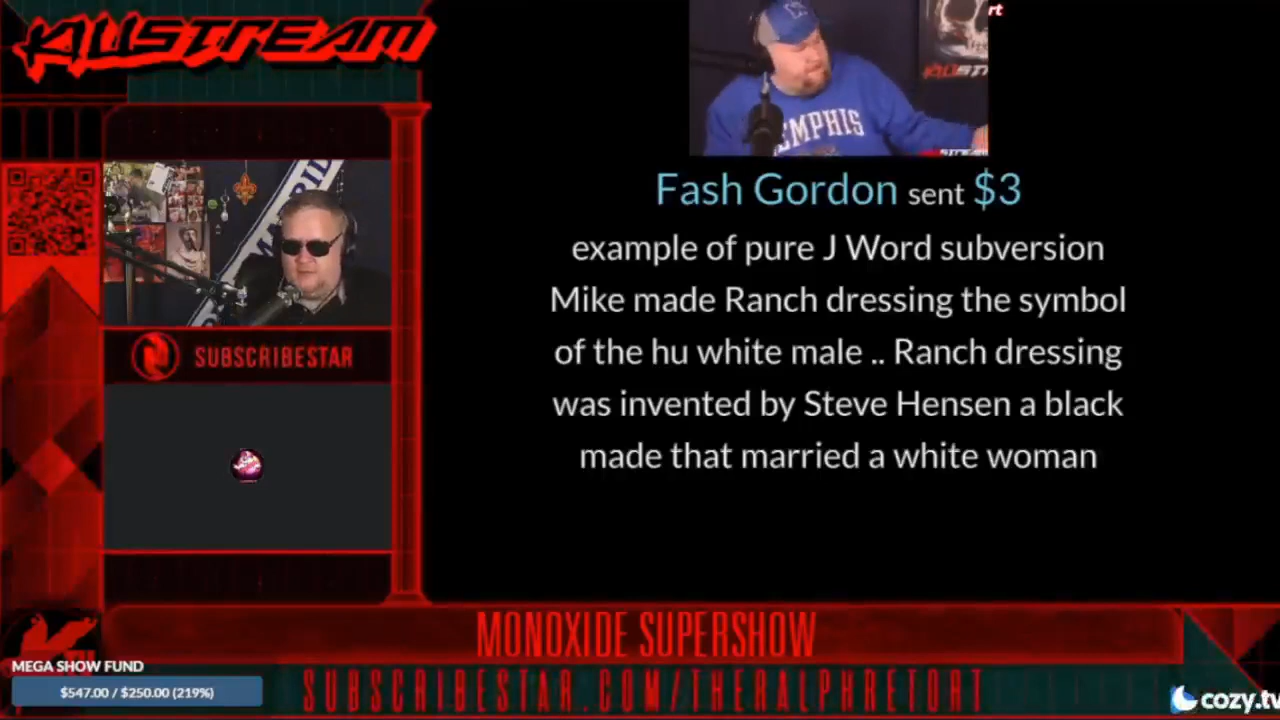 KILLSTREAM
rt
MEMPHIS
Fash Gordon sent $3
example of pure J Word subversion
Mike made Ranch dressing the symbol
of the hu white male .. Ranch dressing
was invented by Steve Hensen a black
made that married a white woman
SUBSCRIBESTAR
MONOXIDE SUPERSHOW
MEGA SHOW FUND
$547.00 / $250.00 (219%)
SUBSCRIBESTAR.COM/THERALPHRETORT
cozy.tv